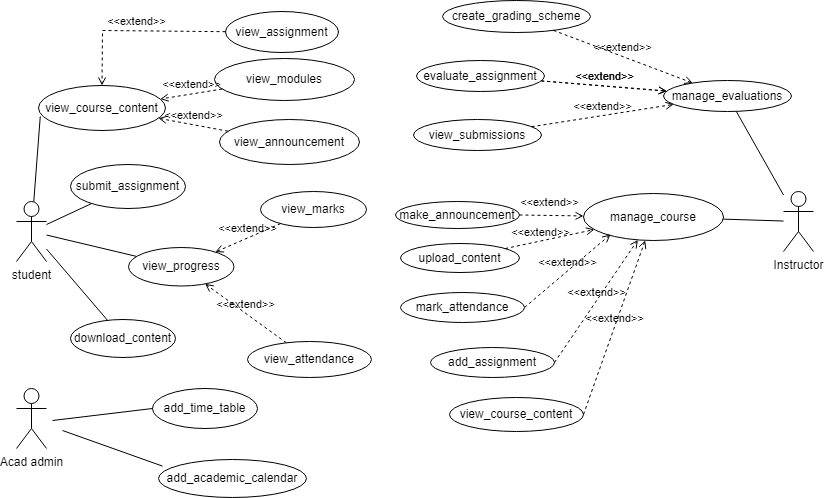 create_grading_scheme
<<extend>>
view_assignment
<<extend>>
evaluate_assignment
<<extend>>
view_modules
<<extend>>
manage_evaluations
view_course_content
<<extend>>
<<extend>>
view_submissions
view_announcement
submit_assignment
<<extend>>
view_marks
make_announcement
manage_course
<<extend>>
<<extend>>
upload_content
<<extend>>
view_progress
Instructor
student
<<extend>>
<<extend>>
mark_attendance
<<extend>>
download_content
view_attendance
add_assignment
add_time_table
view_course_content
Acad admin
add_academic_calendar